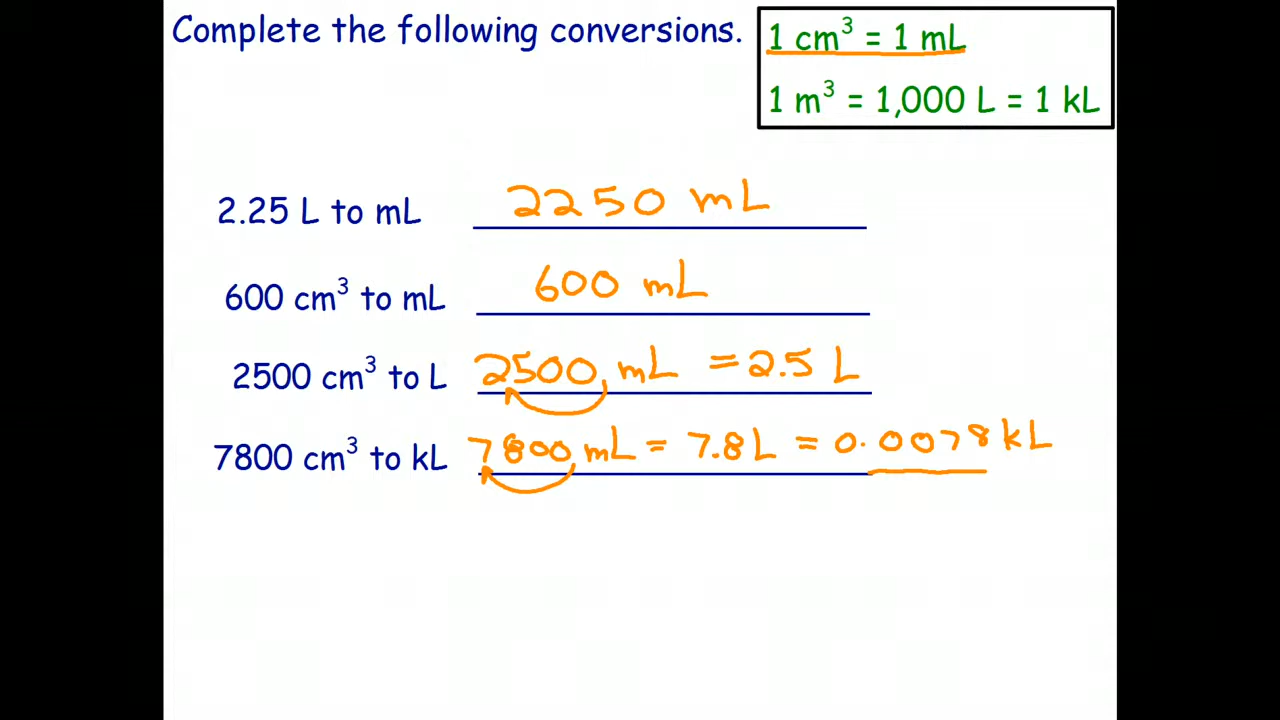 Complete the following conversions.
1 cm³ = 1 mL
1 m³ = 1,000 L = 1 kL
2.25 L to mL 2250 mL
600 cm³ to mL 600 mL
2500 cm³ to L 2500. mL = 2.5 L
7800 cm³ to kL 7800. mL = 7.8 L = 0.0078 kL